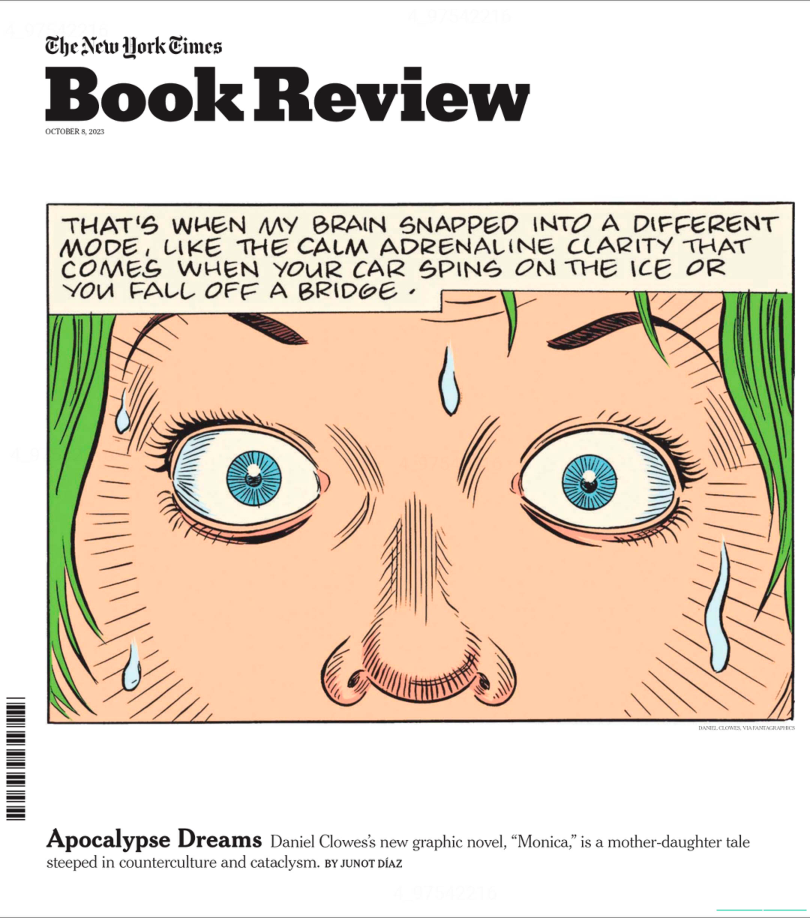 The New York Times
Book Review
OCTOBER 8, 2023
THAT'S WHEN MY BRAIN SNAPPED INTO A DIFFERENT
MODE, LIKE THE CALM ADRENALINE CLARITY THAT
COMES WHEN YOUR CAR SPINS ON THE ICE OR
YOU FALL OFF A BRIDGE.
DANIEL CLOWES, VIA FANTAGRAPHICS
Apocalypse Dreams Daniel Clowes's new graphic novel, “Monica,” is a mother-daughter tale
steeped in counterculture and cataclysm. BY JUNOT DÍAZ